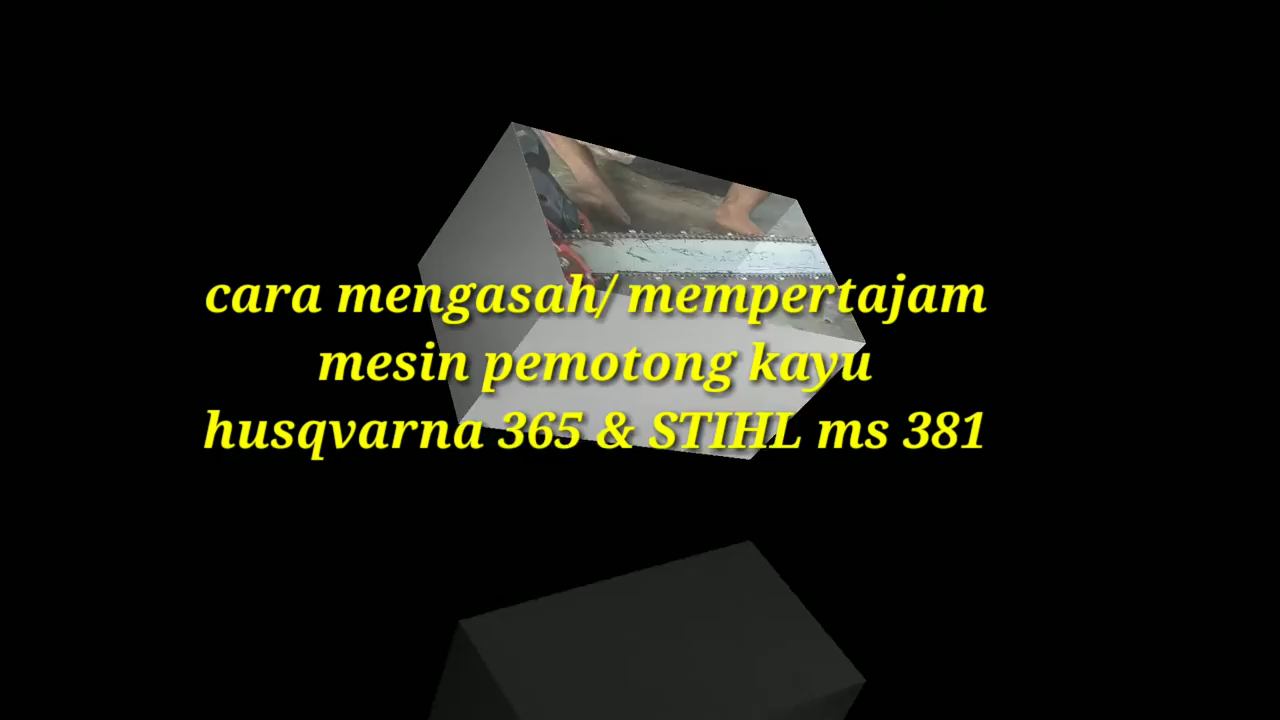 cara mengasah/mempertajam
mesin pemotong kayu
husqvarna 365 & STIHL ms 381